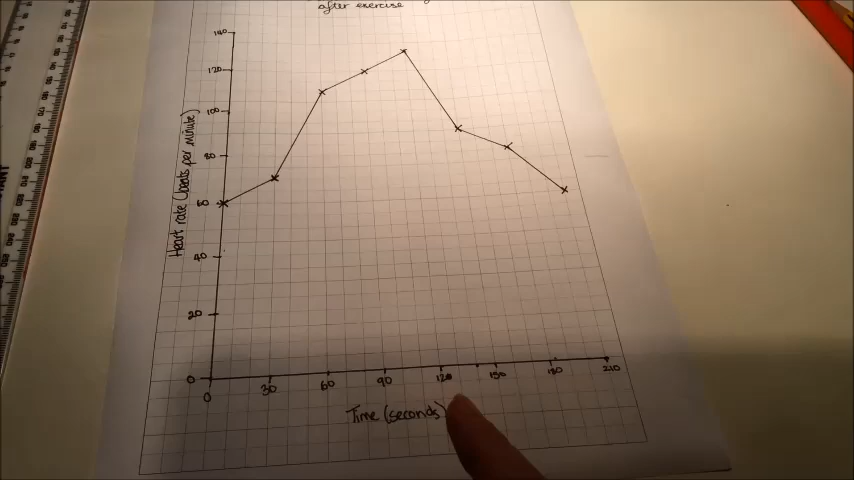 after exercise
140
120
100
80
60
40
20
0
Heart rate (beats per minute)
0 30 60 90 120 150 180 210
Time (seconds)